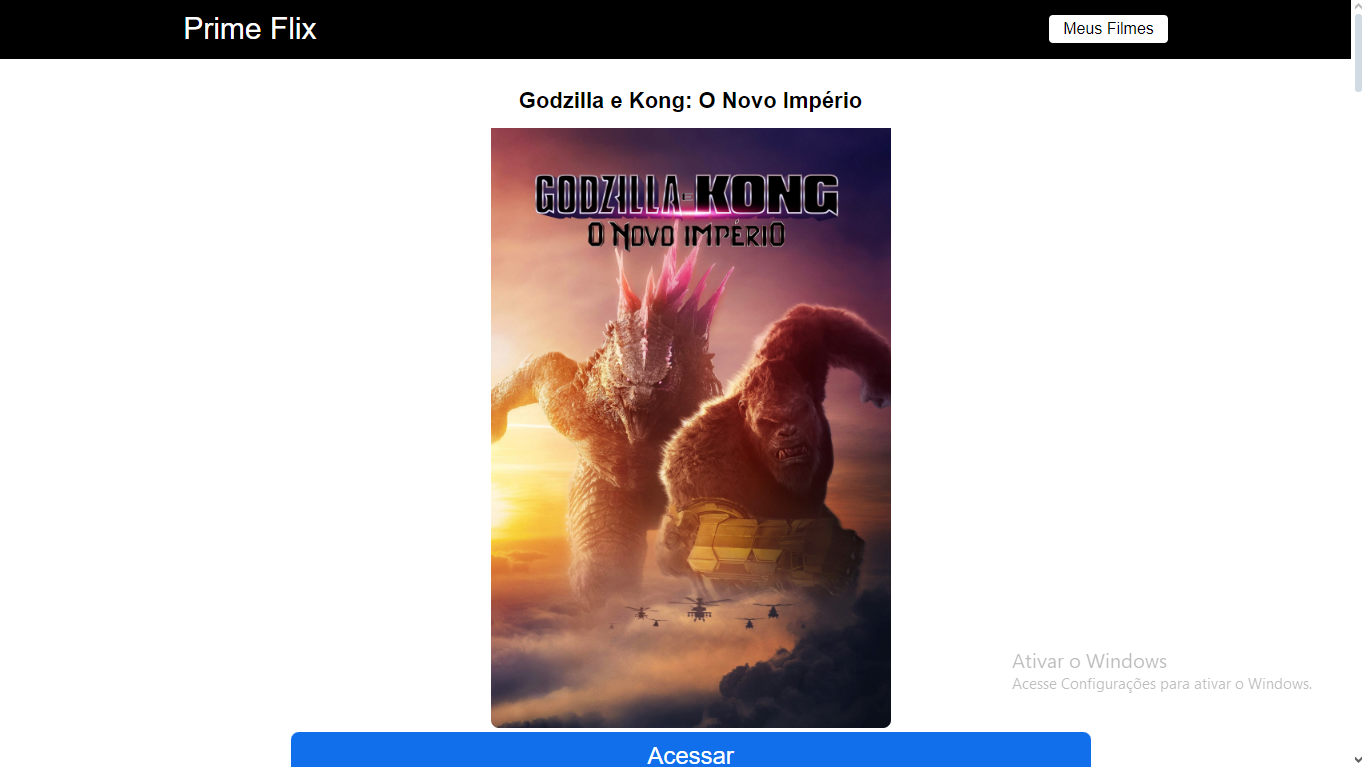 Prime Flix
Meus Filmes
Godzilla e Kong: O Novo Império
GODZILLA E KONG
O NOVO IMPÉRIO
Ativar o Windows
Acesse Configurações para ativar o Windows.
Acessar